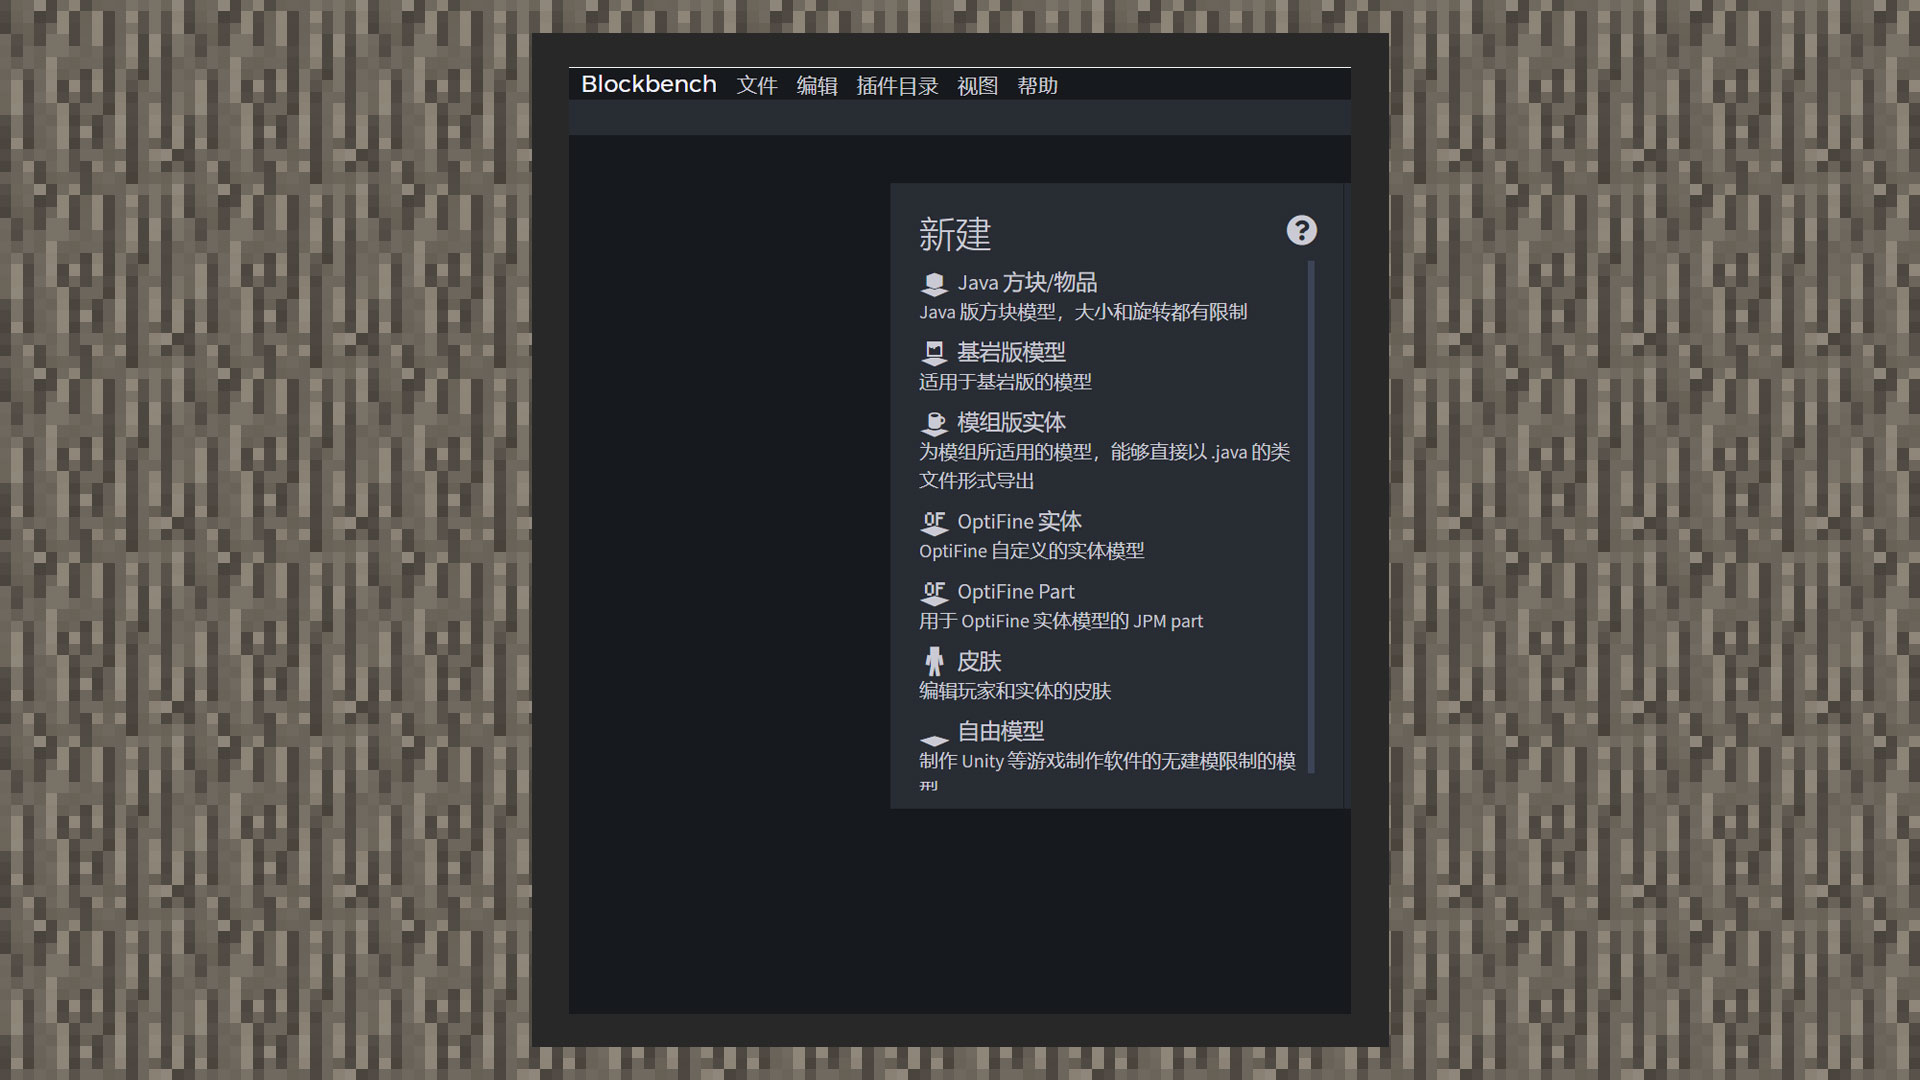 Blockbench 文件 编辑 插件目录 视图 帮助
新建
Java 方块/物品
Java 版方块模型，大小和旋转都有限制
基岩版模型
适用于基岩版的模型
模组版实体
为模组所适用的模型，能够直接以 .java 的类
文件形式导出
OF OptiFine 实体
OptiFine 自定义的实体模型
OF OptiFine Part
用于 OptiFine 实体模型的 JPM part
皮肤
编辑玩家和实体的皮肤
自由模型
制作 Unity 等游戏制作软件的无建模限制的模
型